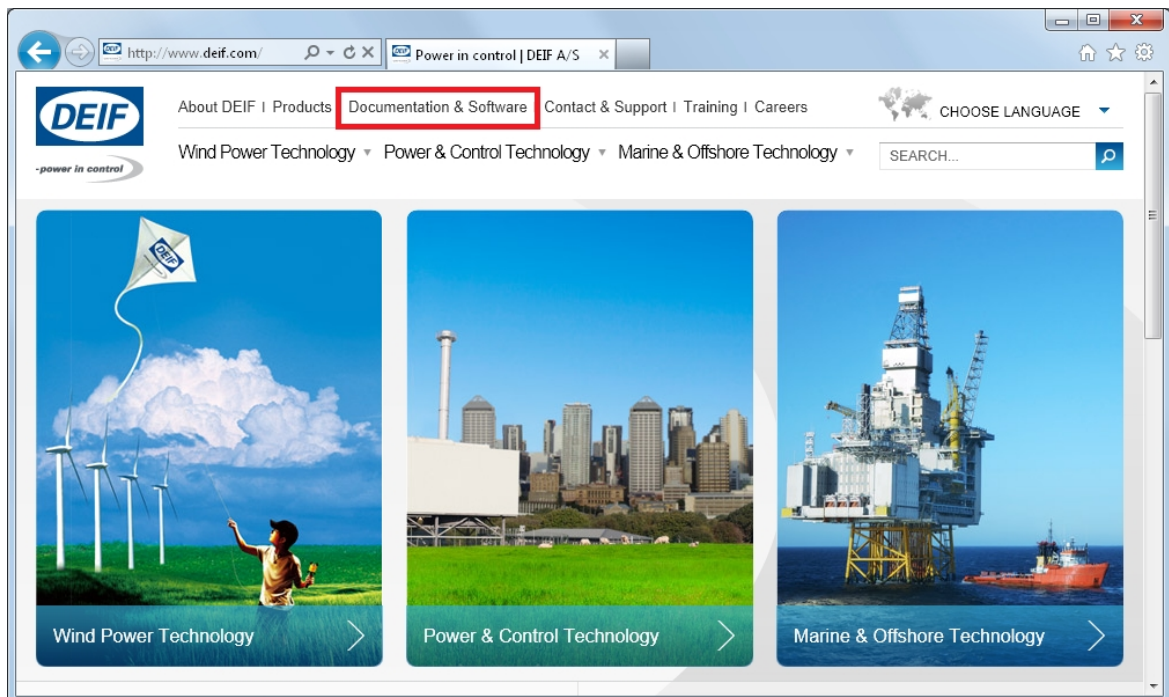 http://www.deif.com/
Power in control | DEIF A/S
DEIF
-power in control
About DEIF | Products Documentation & Software Contact & Support | Training | Careers
CHOOSE LANGUAGE
Wind Power Technology Power & Control Technology Marine & Offshore Technology
SEARCH...
DEIF
Wind Power Technology
Power & Control Technology
Marine & Offshore Technology